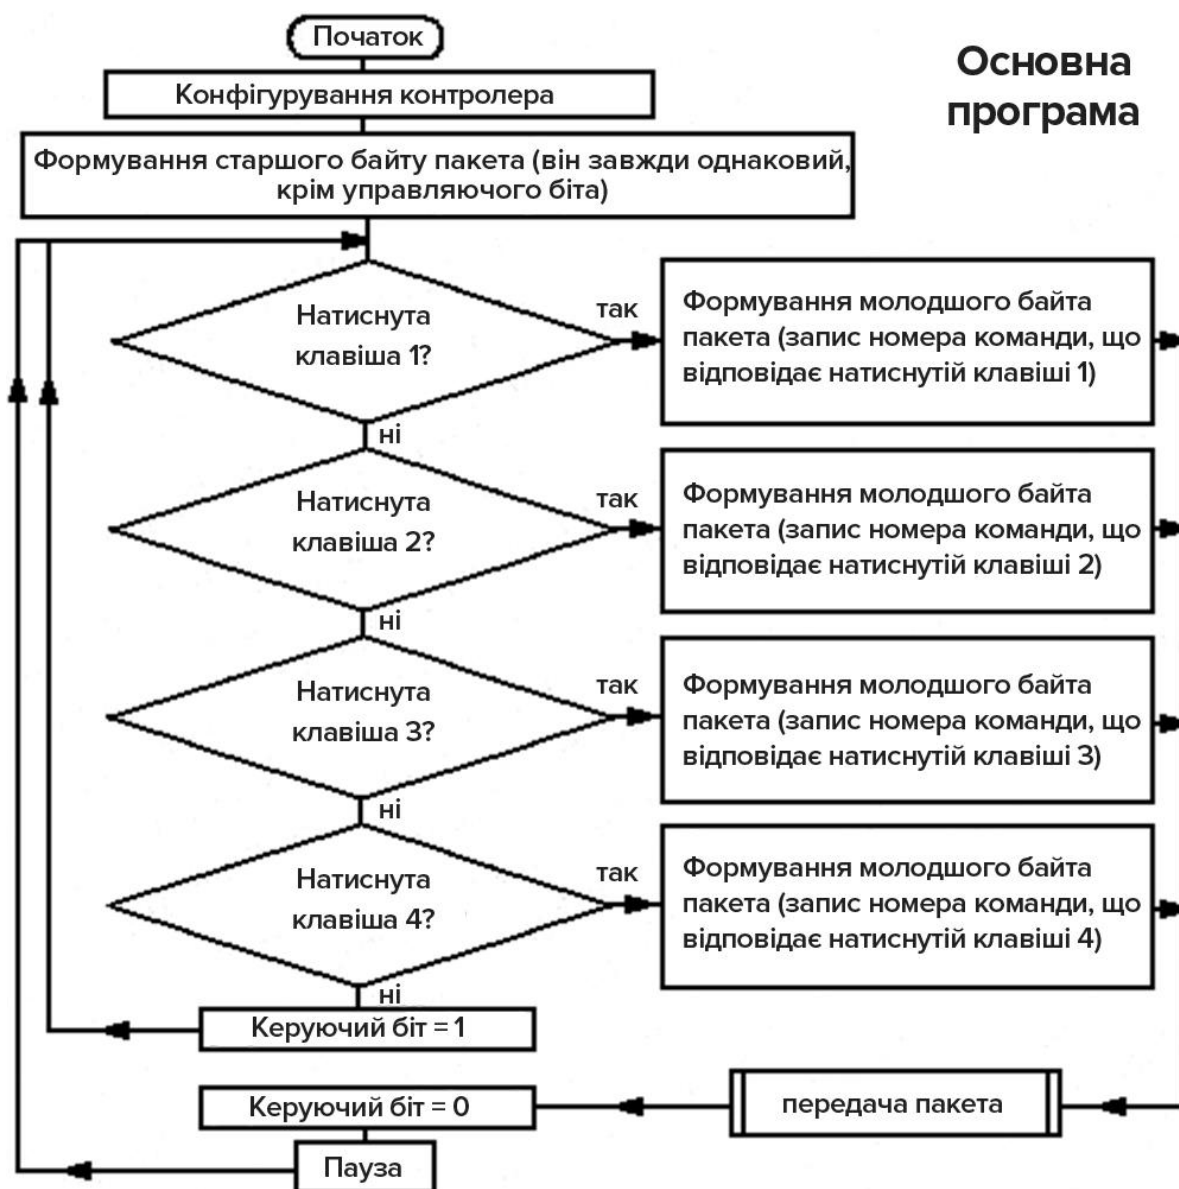 Початок
Основна
програма
Конфігурування контролера
Формування старшого байту пакета (він завжди однаковий,
крім управляючого біта)
Натиснута
клавіша 1?
так
Формування молодшого байта
пакета (запис номера команди, що
відповідає натиснутій клавіші 1)
ні
Натиснута
клавіша 2?
так
Формування молодшого байта
пакета (запис номера команди, що
відповідає натиснутій клавіші 2)
ні
Натиснута
клавіша 3?
так
Формування молодшого байта
пакета (запис номера команди, що
відповідає натиснутій клавіші 3)
ні
Натиснута
клавіша 4?
так
Формування молодшого байта
пакета (запис номера команди, що
відповідає натиснутій клавіші 4)
ні
Керуючий біт = 1
Керуючий біт = 0
передача пакета
Пауза